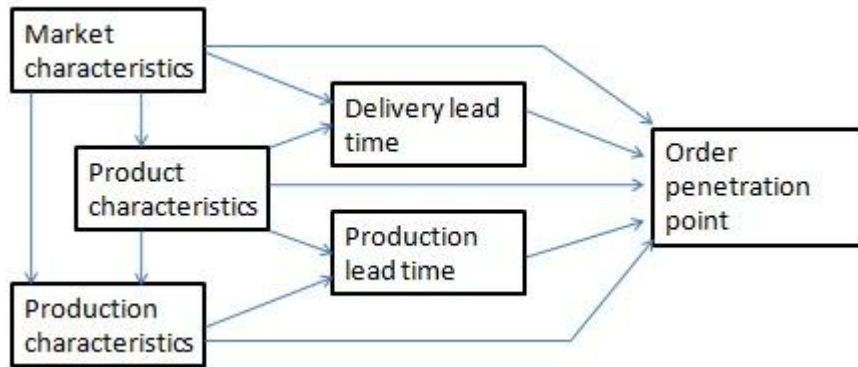 Market
characteristics
Delivery lead
time
Product
characteristics
Order
penetration
point
Production
lead time
Production
characteristics